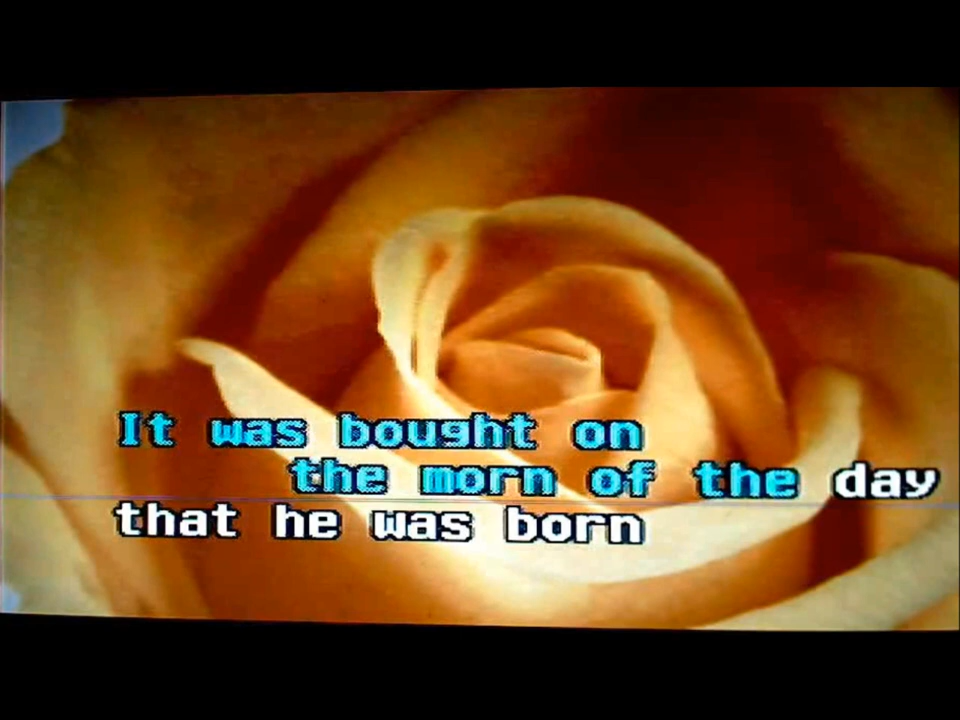 It was bought on
the morn of the day
that he was born